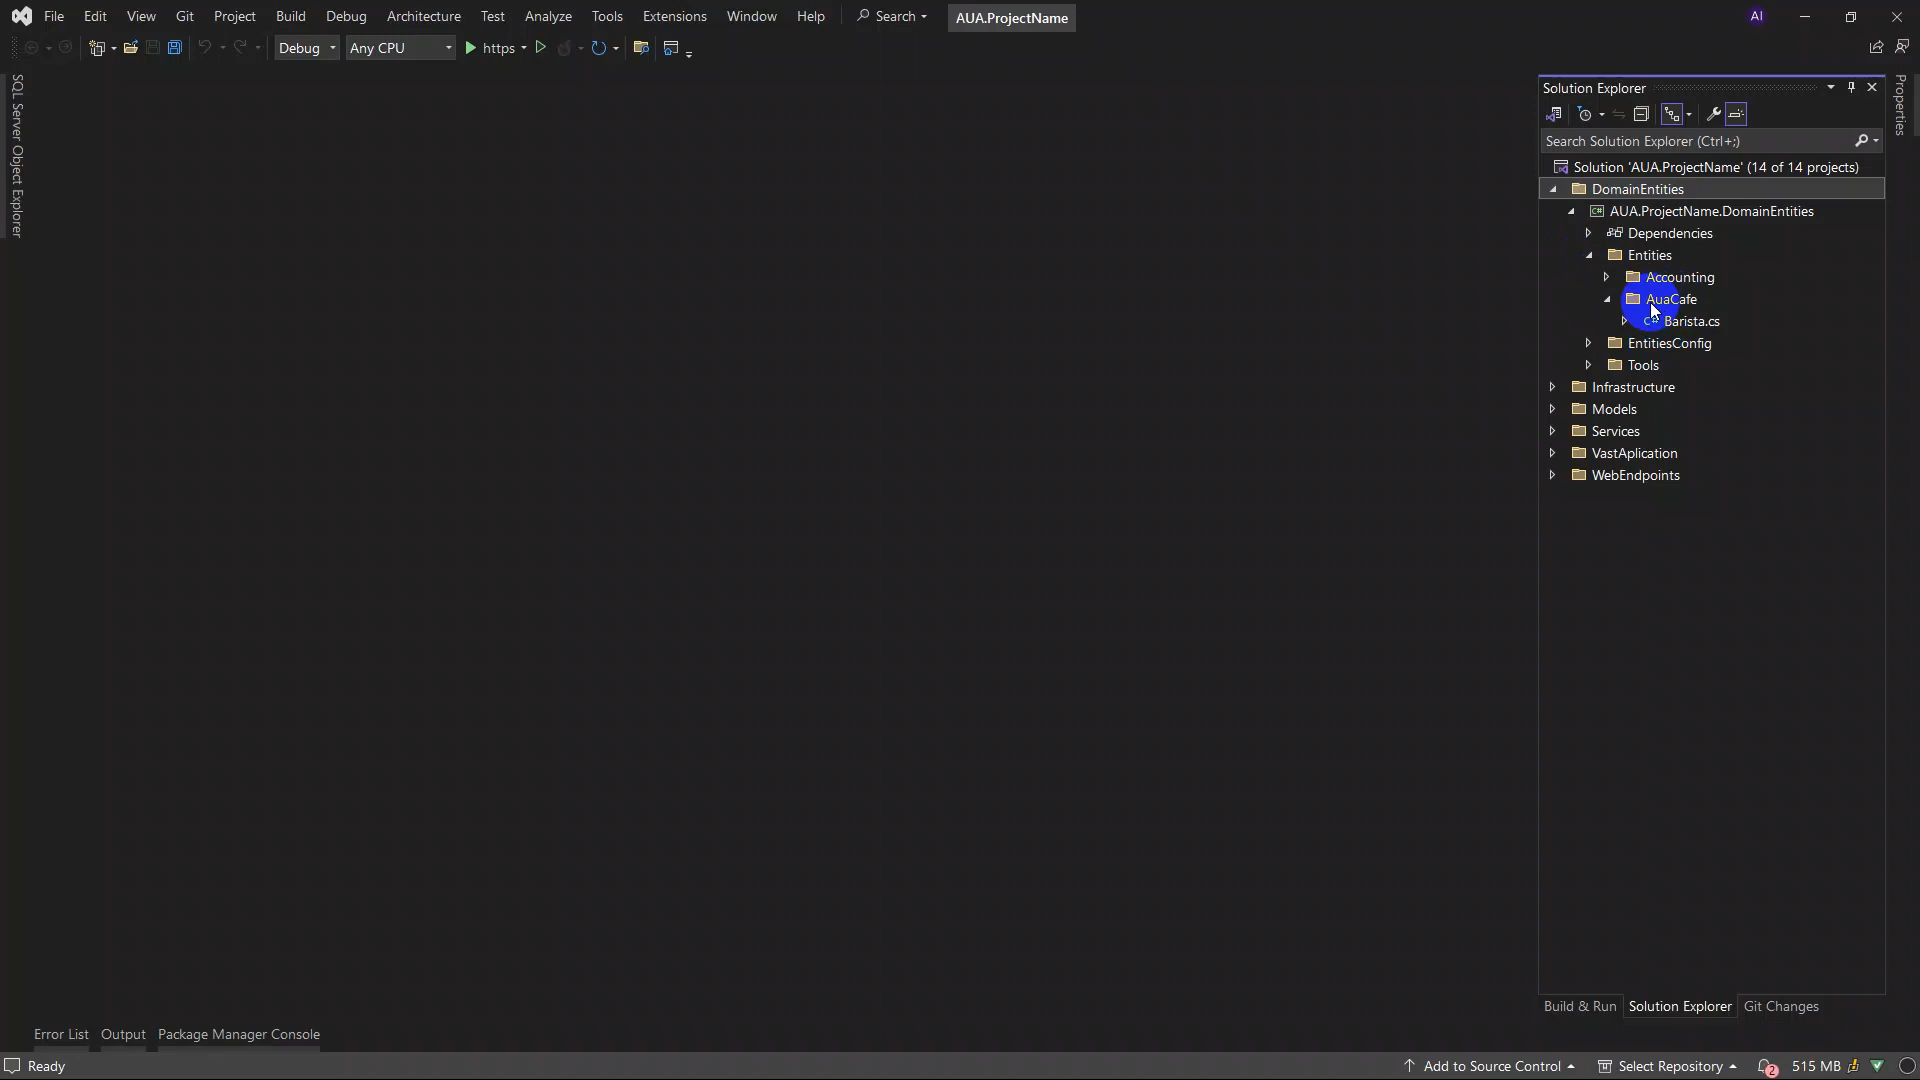 File Edit View Git Project Build Debug Architecture Test Analyze Tools Extensions Window Help Search AUA.ProjectName AI
Debug Any CPU https
SQL Server Object Explorer
Solution Explorer
Properties
Search Solution Explorer (Ctrl+;)
Solution 'AUA.ProjectName' (14 of 14 projects)
DomainEntities
C# AUA.ProjectName.DomainEntities
Dependencies
Entities
Accounting
AuaCafe
C# Barista.cs
EntitiesConfig
Tools
Infrastructure
Models
Services
VastAplication
WebEndpoints
Build & Run Solution Explorer Git Changes
Error List Output Package Manager Console
Ready Add to Source Control Select Repository 2 515 MB